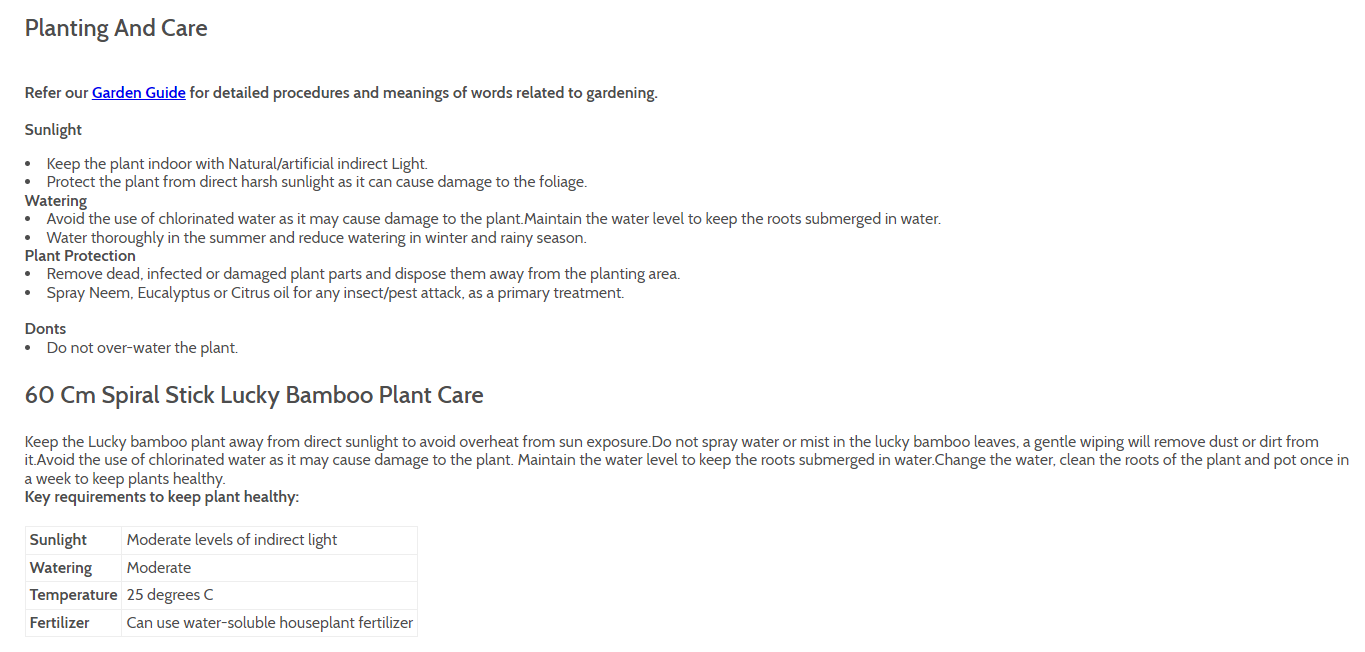 Planting And Care
Refer our Garden Guide for detailed procedures and meanings of words related to gardening.
Sunlight
• Keep the plant indoor with Natural/artificial indirect Light.
• Protect the plant from direct harsh sunlight as it can cause damage to the foliage.
Watering
• Avoid the use of chlorinated water as it may cause damage to the plant.Maintain the water level to keep the roots submerged in water.
• Water thoroughly in the summer and reduce watering in winter and rainy season.
Plant Protection
• Remove dead, infected or damaged plant parts and dispose them away from the planting area.
• Spray Neem, Eucalyptus or Citrus oil for any insect/pest attack, as a primary treatment.
Donts
• Do not over-water the plant.
60 Cm Spiral Stick Lucky Bamboo Plant Care
Keep the Lucky bamboo plant away from direct sunlight to avoid overheat from sun exposure.Do not spray water or mist in the lucky bamboo leaves, a gentle wiping will remove dust or dirt from
it.Avoid the use of chlorinated water as it may cause damage to the plant. Maintain the water level to keep the roots submerged in water.Change the water, clean the roots of the plant and pot once in
a week to keep plants healthy.
Key requirements to keep plant healthy:
Sunlight Moderate levels of indirect light
Watering Moderate
Temperature 25 degrees C
Fertilizer Can use water-soluble houseplant fertilizer